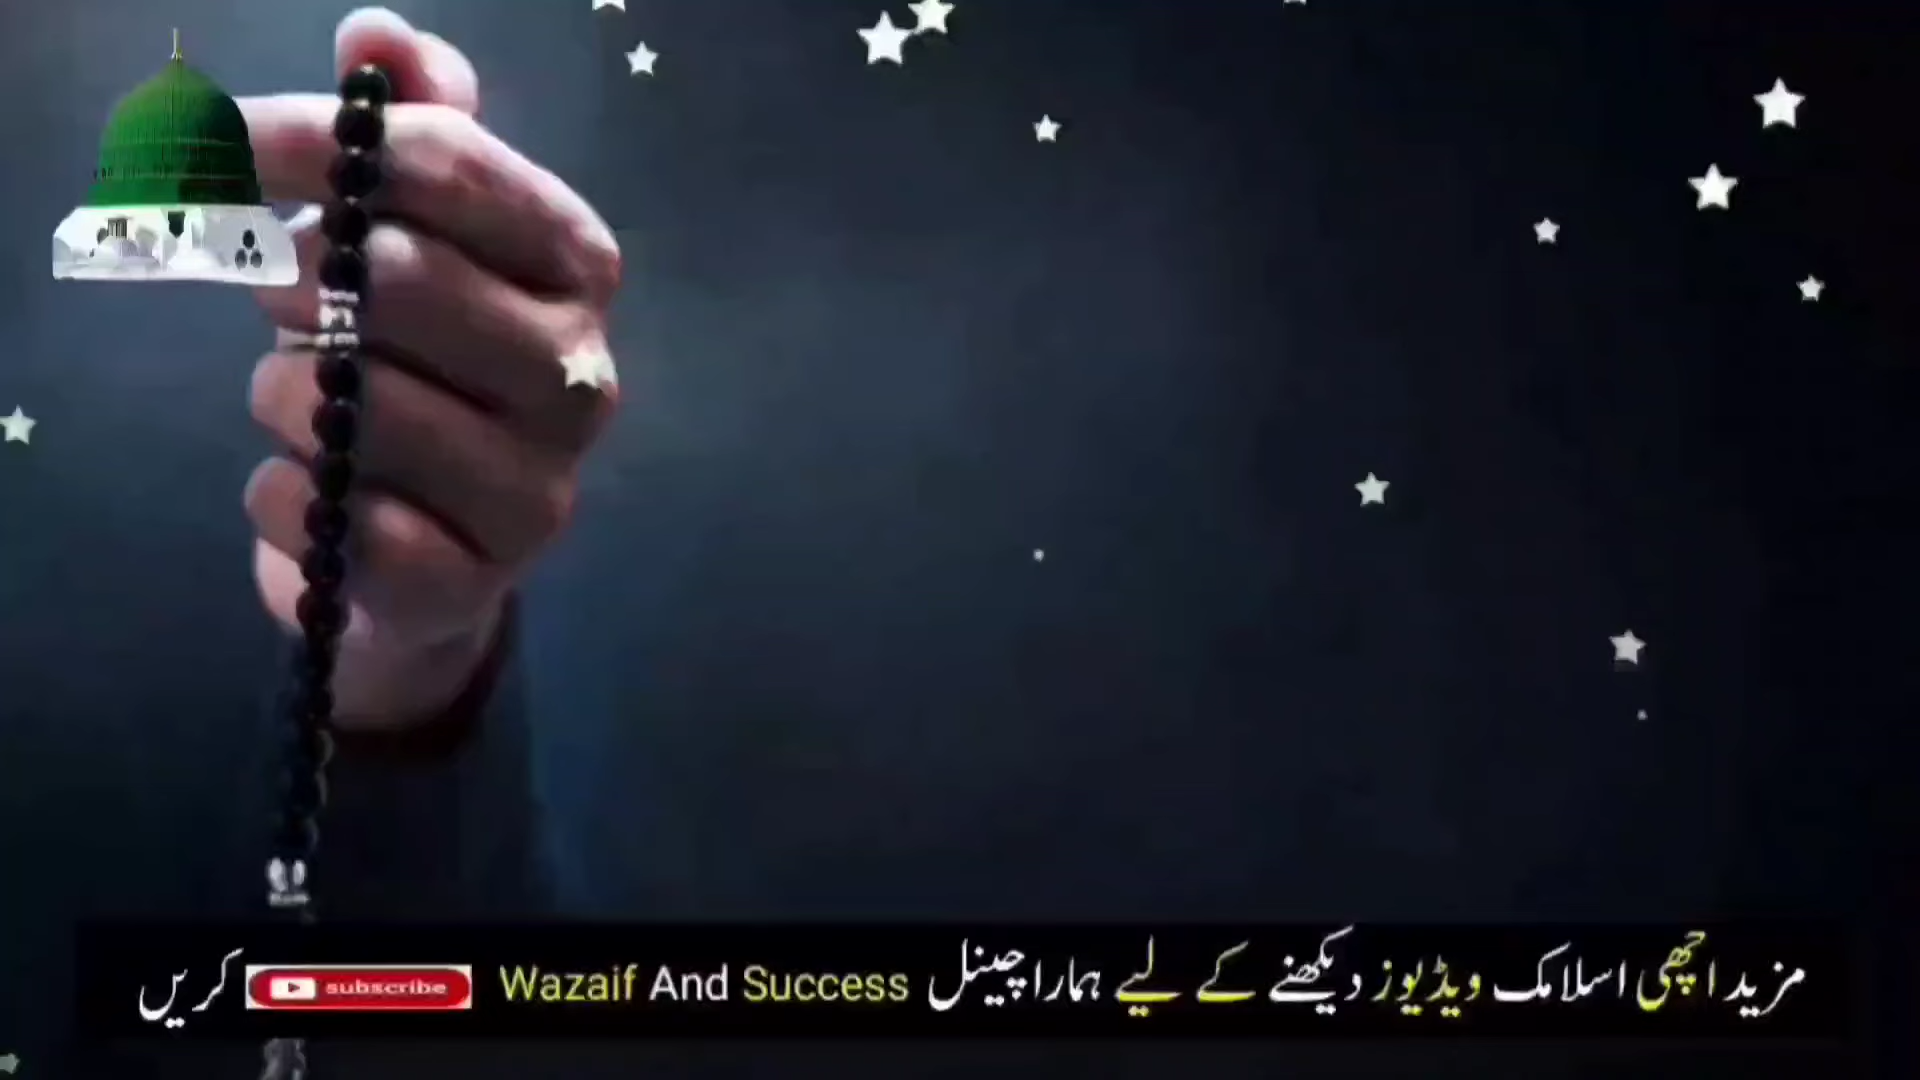 مزید اچھی اسلامک ویڈیوز دیکھنے کے لیے ہمارا چینل Wazaif And Success subscribe کریں